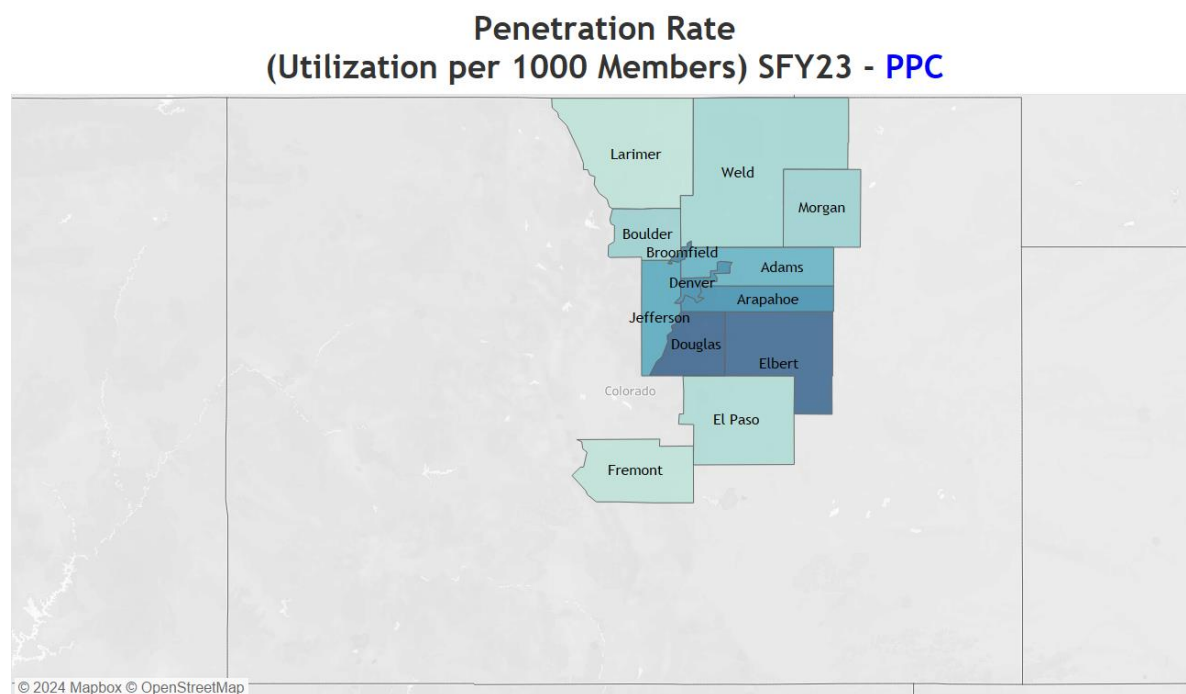 Penetration Rate
(Utilization per 1000 Members) SFY23 - PPC
Larimer
Weld
Morgan
Boulder
Broomfield
Adams
Denver
Arapahoe
Jefferson
Douglas
Elbert
Colorado
El Paso
Fremont
© 2024 Mapbox © OpenStreetMap